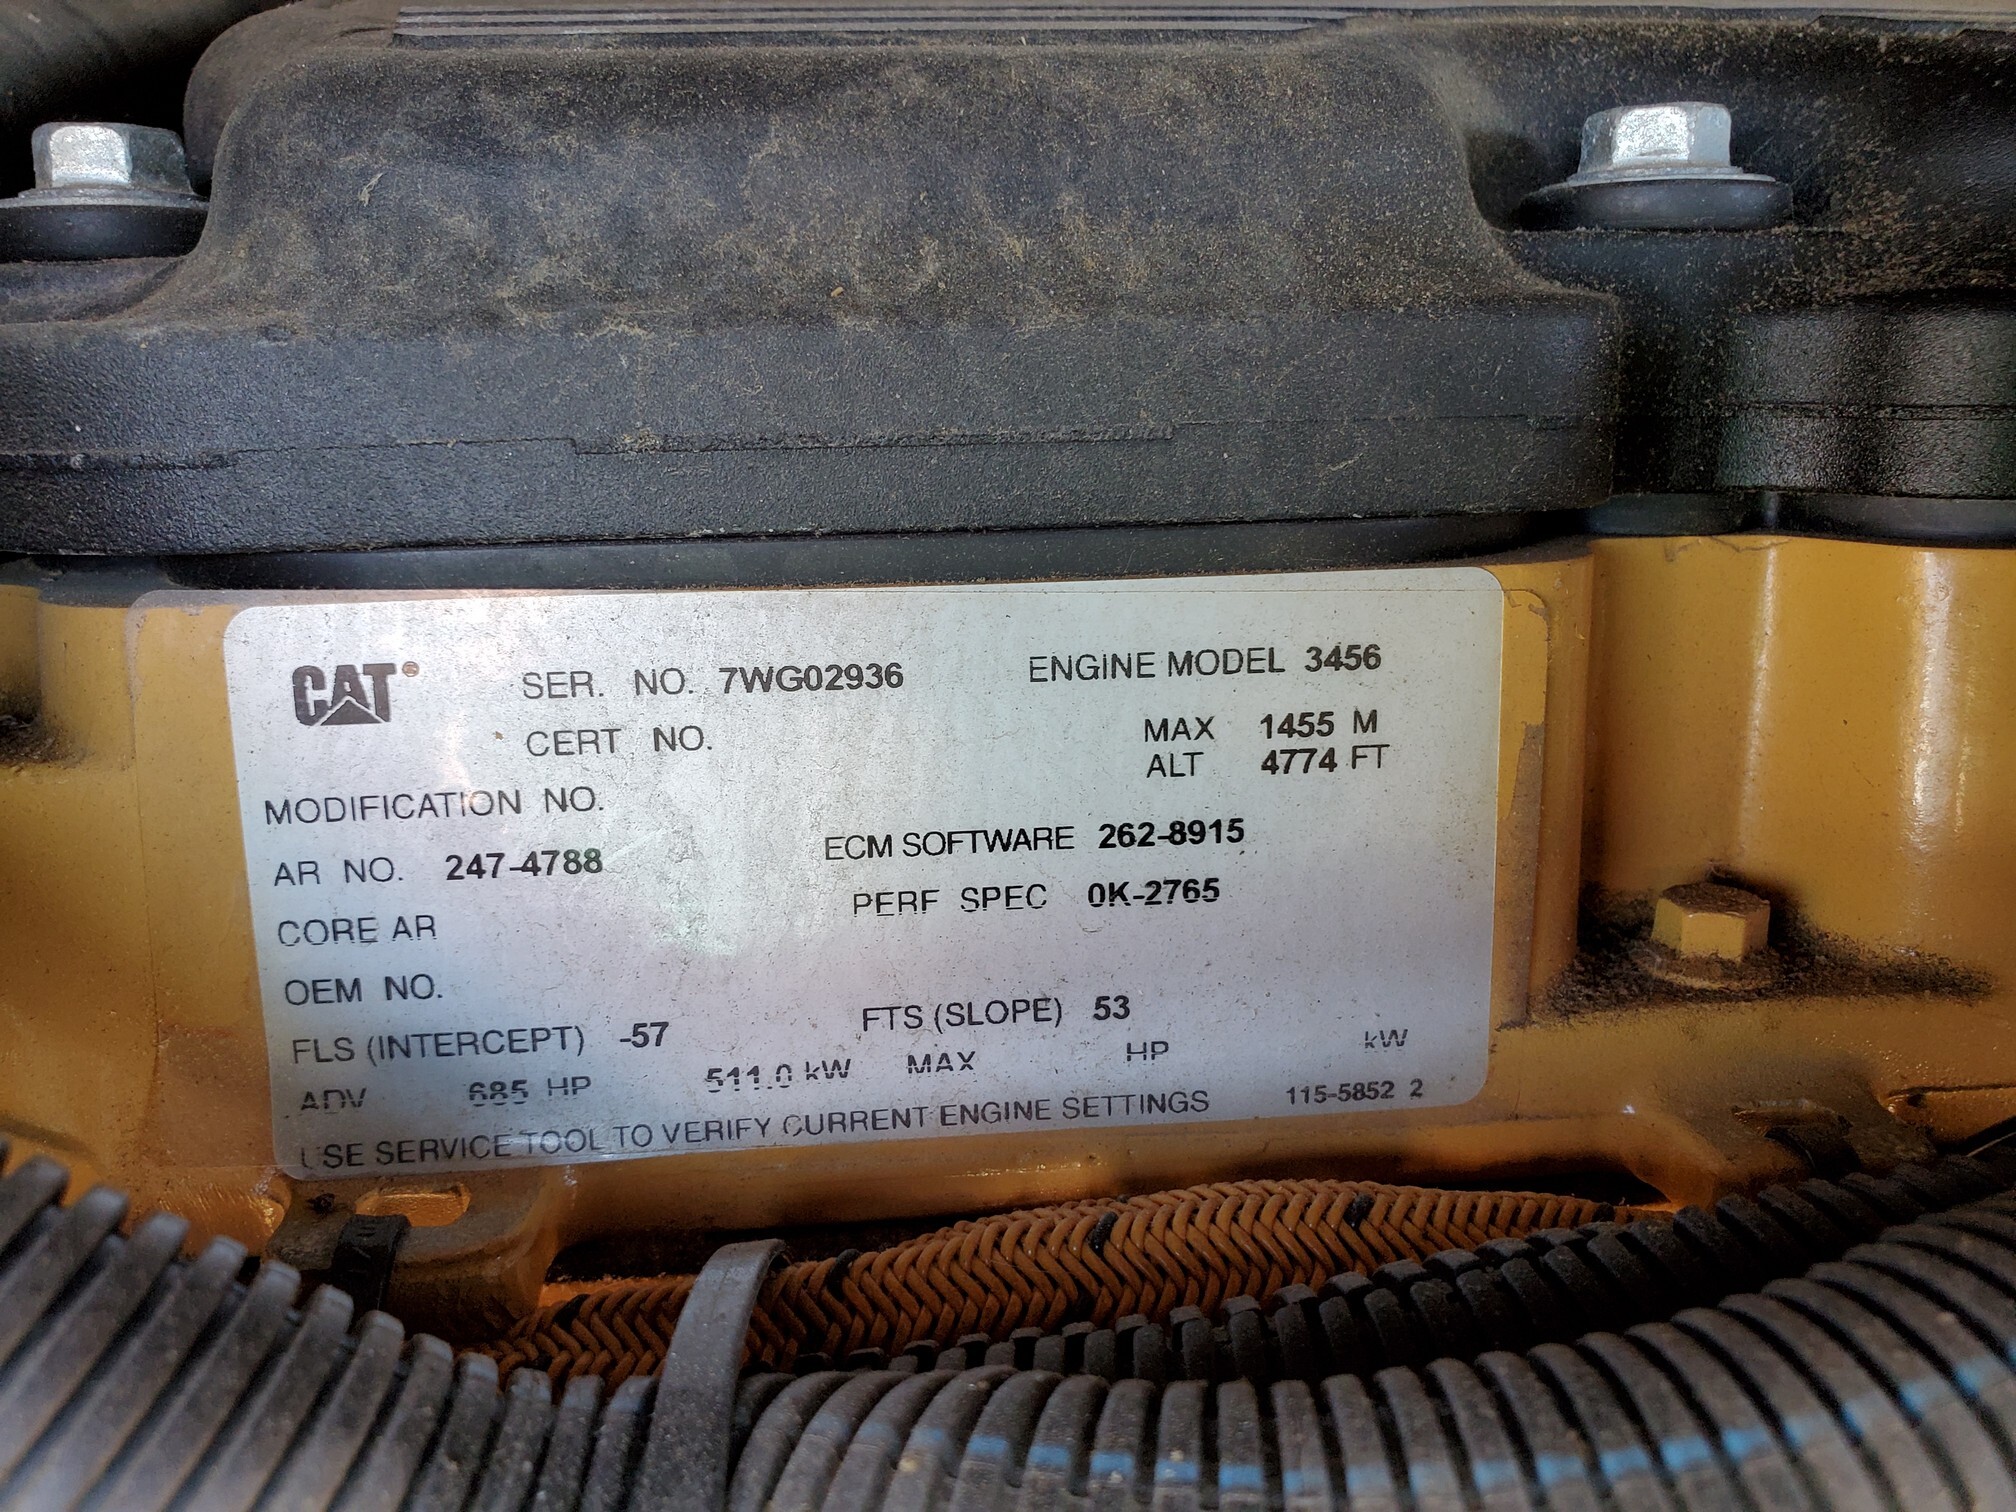 CAT® SER. NO. 7WG02936 ENGINE MODEL 3456
CERT NO. MAX 1455 M
ALT 4774 FT
MODIFICATION NO.
AR NO. 247-4788 ECM SOFTWARE 262-8915
CORE AR PERF SPEC 0K-2765
OEM NO.
FLS (INTERCEPT) -57 FTS (SLOPE) 53
ADV 685 HP 511.0 kW MAX HP kW
USE SERVICE TOOL TO VERIFY CURRENT ENGINE SETTINGS 115-5852 2